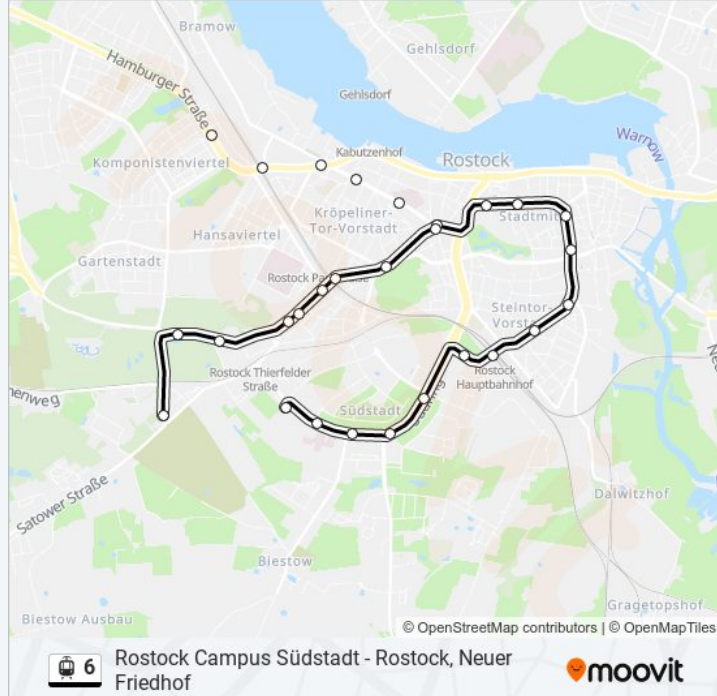 Bramow
Gehlsdorf
Hamburger Straße
Gehlsdorf
Warnow
Komponistenviertel
Kabutzenhof
Rostock
Kröpeliner-
Tor-Vorstadt
Stadtmit
Hansaviertel
Gartenstadt
Rostock Pa
Steintor-
Vorst
Rostock Thierfelder
Straße
Rostock
Hauptbahnhof
nenweg
Südstadt
Satower Straße
Dalwitzhof
Biestow
Biestow Ausbau
Gragetopshof
© OpenStreetMap contributors | © OpenMapTiles
6
Rostock Campus Südstadt - Rostock, Neuer
Friedhof
moovit